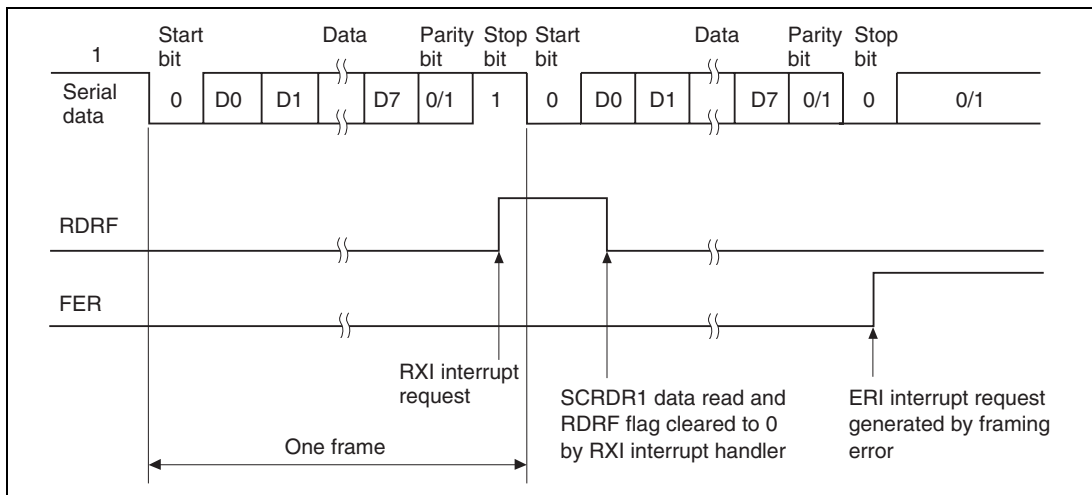 1
Start
bit
Data
Parity
bit
Stop
bit
Start
bit
Data
Parity
bit
Stop
bit
Serial
data
0 D0 D1 D7 0/1 1 0 D0 D1 D7 0/1 0 0/1
RDRF
FER
RXI interrupt
request
SCRDR1 data read and
RDRF flag cleared to 0
by RXI interrupt handler
ERI interrupt request
generated by framing
error
One frame